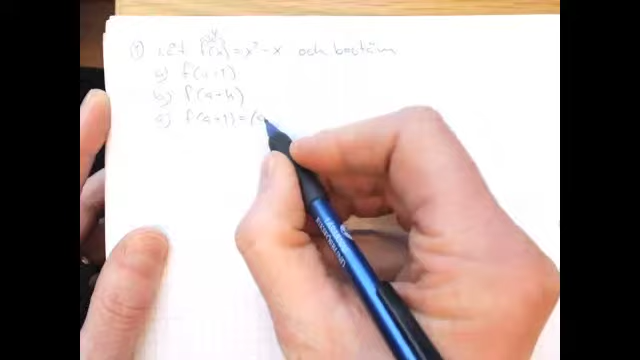 ① Låt f(x) = x² - x och bestäm
a) f(a+1)
b) f(a+h)
a) f(a+1) = (a